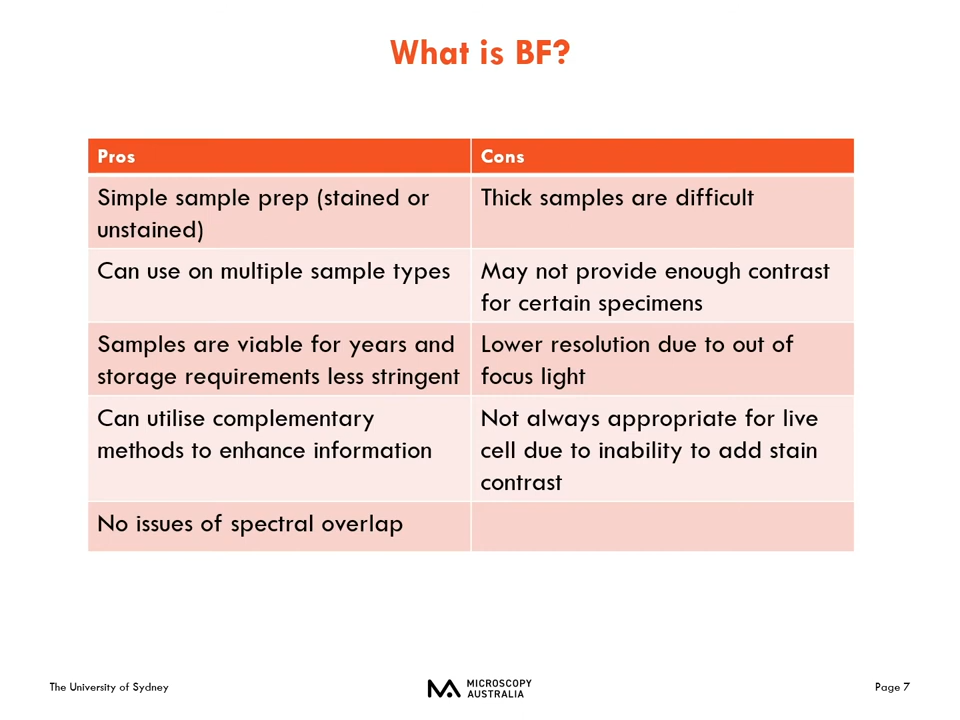 What is BF?
Pros
Cons
Simple sample prep (stained or
unstained)
Thick samples are difficult
Can use on multiple sample types
May not provide enough contrast
for certain specimens
Samples are viable for years and
storage requirements less stringent
Lower resolution due to out of
focus light
Can utilise complementary
methods to enhance information
Not always appropriate for live
cell due to inability to add stain
contrast
No issues of spectral overlap
The University of Sydney
MICROSCOPY
AUSTRALIA
Page 7